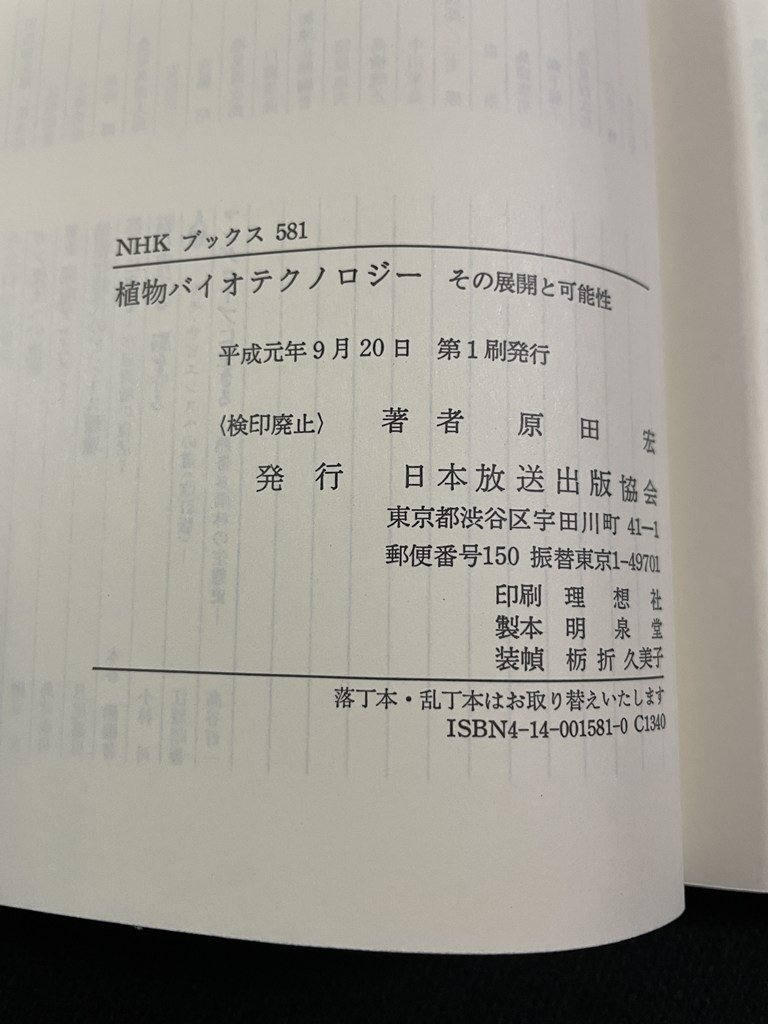 NHK ブックス 581
植物バイオテクノロジー その展開と可能性
平成元年9月20日 第1刷発行
〈検印廃止〉 著者 原田宏
発行 日本放送出版協会
東京都渋谷区宇田川町 41―1
郵便番号150 振替東京1-49701
印刷 理想社
製本 明泉堂
装幀 栃折久美子
落丁本・乱丁本はお取り替えいたします
ISBN4-14-001581-0 C1340